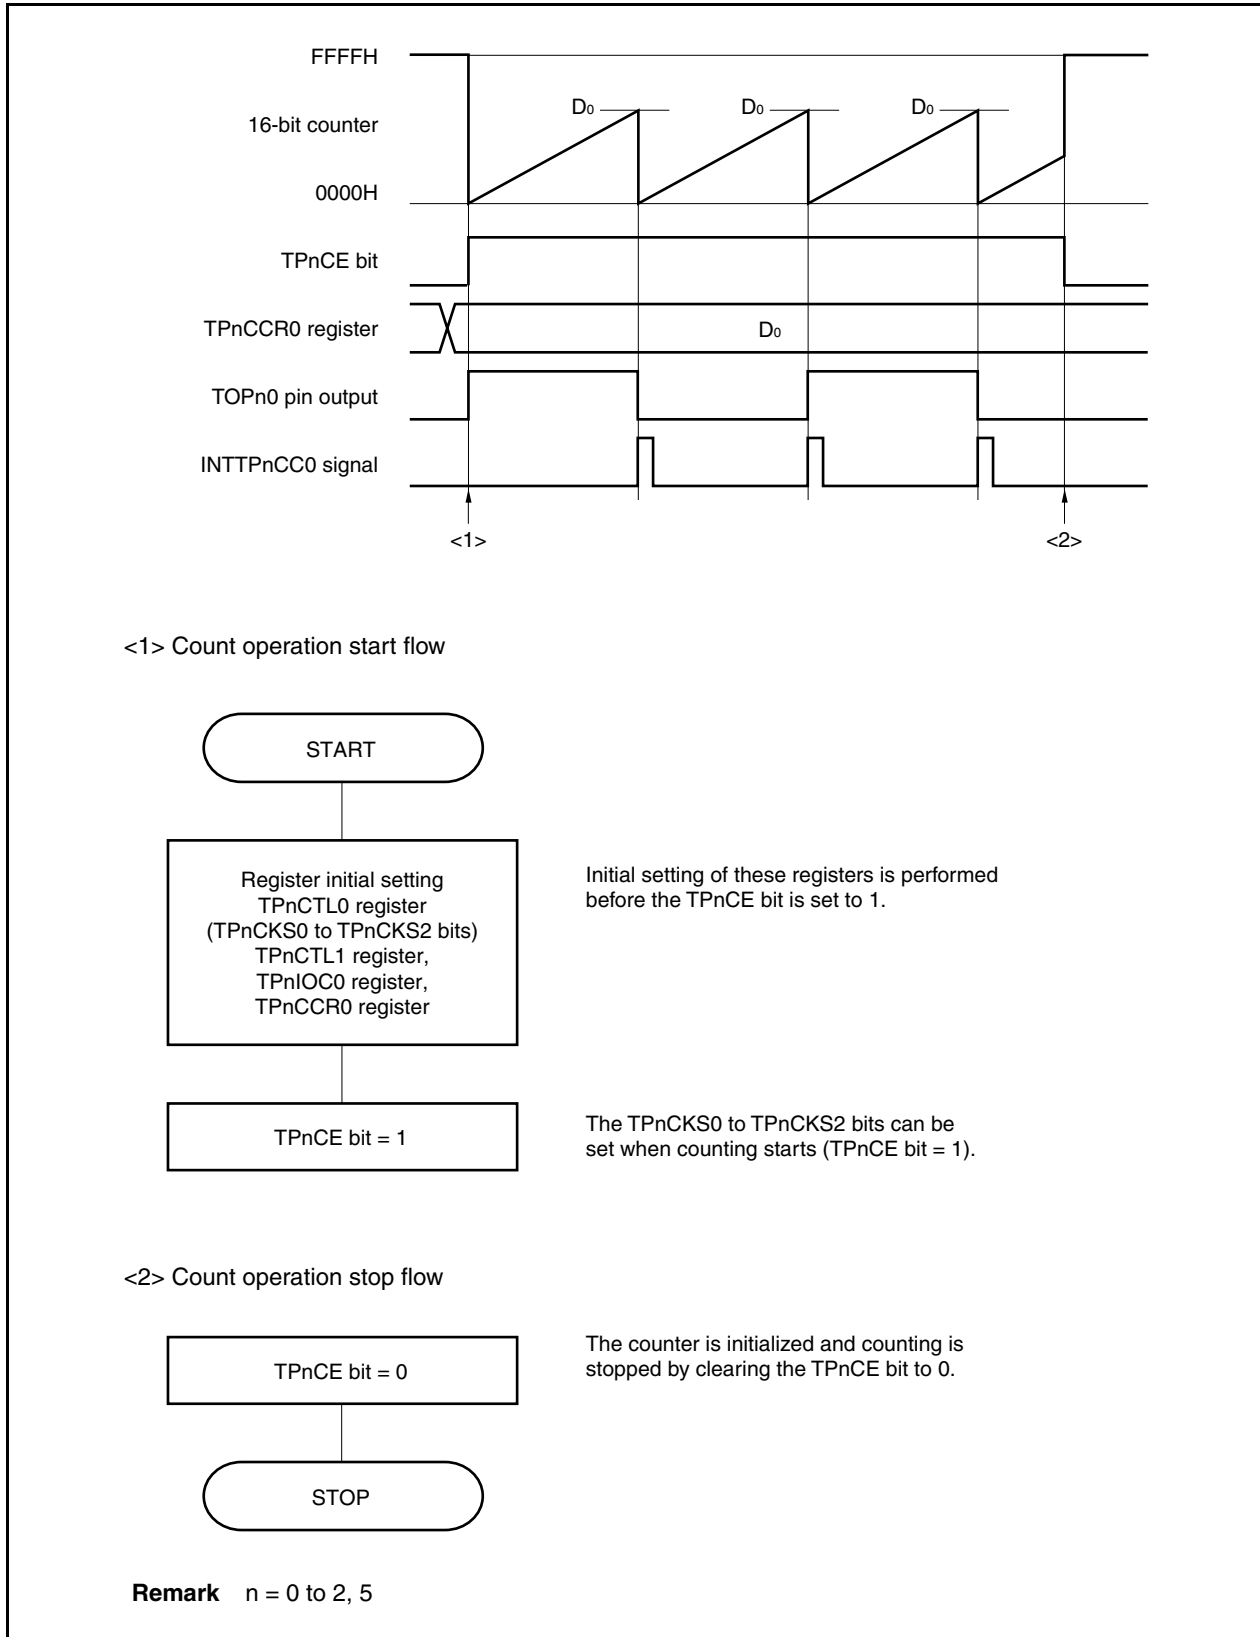 FFFFH
D0 D0 D0
16-bit counter
0000H
TPnCE bit
TPnCCR0 register D0
TOPn0 pin output
INTTPnCC0 signal
<1> <2>
<1> Count operation start flow
START
Register initial setting
TPnCTL0 register
(TPnCKS0 to TPnCKS2 bits)
TPnCTL1 register,
TPnIOC0 register,
TPnCCR0 register
Initial setting of these registers is performed
before the TPnCE bit is set to 1.
TPnCE bit = 1
The TPnCKS0 to TPnCKS2 bits can be
set when counting starts (TPnCE bit = 1).
<2> Count operation stop flow
TPnCE bit = 0
The counter is initialized and counting is
stopped by clearing the TPnCE bit to 0.
STOP
Remark n = 0 to 2, 5